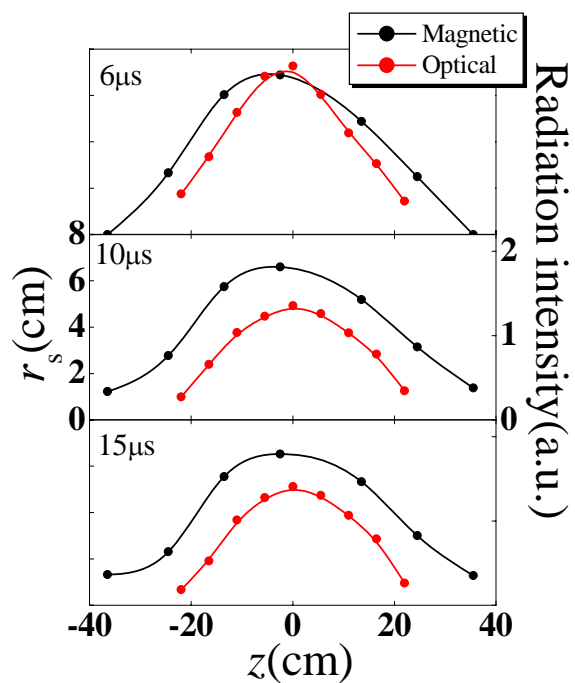 Magnetic
Optical
6μs
8
10μs
6
4
2
0
2
1
0
15μs
-40 -20 0 20 40
z(cm)
rs(cm)
Radiation intensity(a.u.)